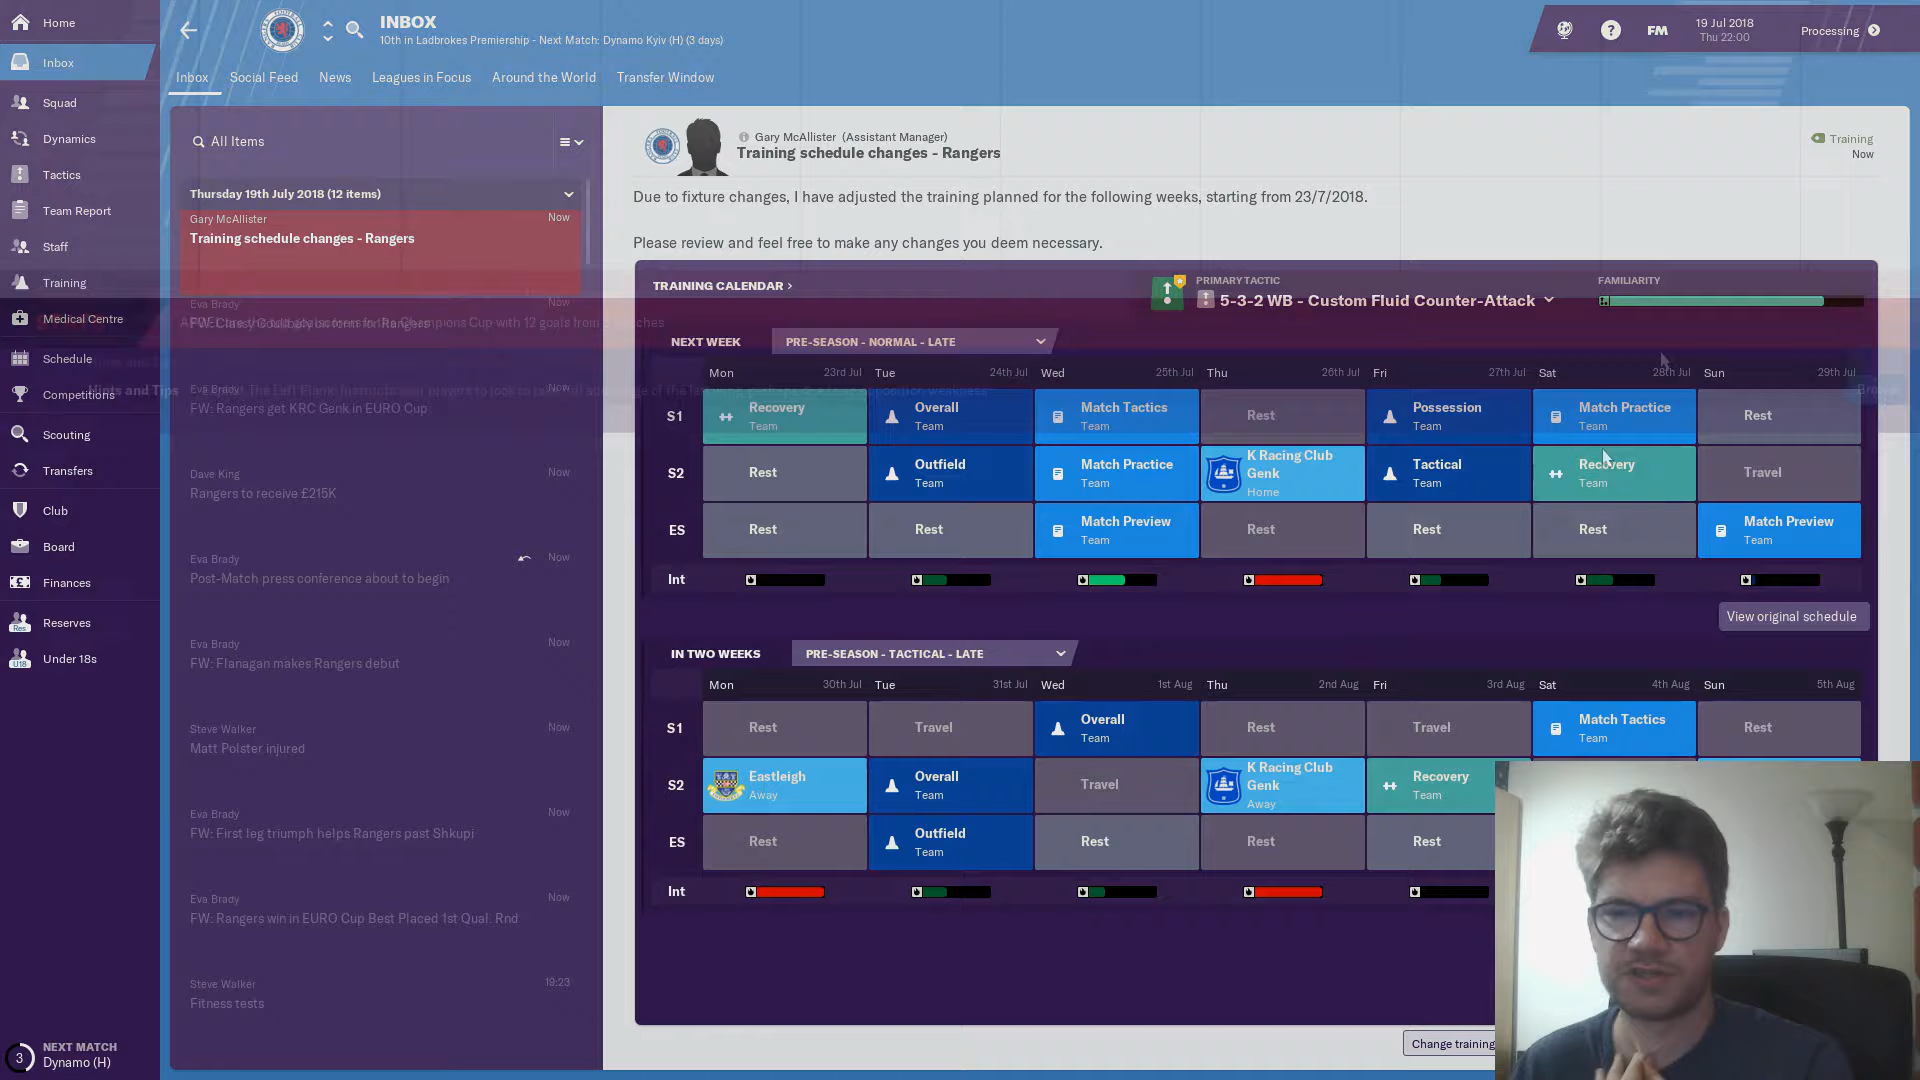 Home
Inbox
Squad
Dynamics
Tactics
Team Report
Staff
Training
Medical Centre
Schedule
Competitions
Scouting
Transfers
Club
Board
Finances
Reserves
Under 18s
3
NEXT MATCH
Dynamo (H)
INBOX
10th in Ladbrokes Premiership - Next Match: Dynamo Kyiv (H) (3 days)
Inbox Social Feed News Leagues in Focus Around the World Transfer Window
FM
19 Jul 2018
Thu 22:00
Processing
All Items
Thursday 19th July 2018 (12 items)
Gary McAllister Now
Training schedule changes - Rangers
Eva Brady Now
Hints and Tips
Eva Brady Now
FW: Rangers get KRC Genk in EURO Cup
Dave King Now
Rangers to receive £215K
Eva Brady Now
Post-Match press conference about to begin
Eva Brady Now
FW: Flanagan makes Rangers debut
Steve Walker Now
Matt Polster injured
Eva Brady Now
FW: First leg triumph helps Rangers past Shkupi
Eva Brady Now
FW: Rangers win in EURO Cup Best Placed 1st Qual. Rnd
Steve Walker 19:23
Fitness tests
Gary McAllister (Assistant Manager)
Training schedule changes - Rangers
Training
Now
Due to fixture changes, I have adjusted the training planned for the following weeks, starting from 23/7/2018.
Please review and feel free to make any changes you deem necessary.
TRAINING CALENDAR >
PRIMARY TACTIC
5-3-2 WB - Custom Fluid Counter-Attack
FAMILIARITY
NEXT WEEK PRE-SEASON - NORMAL - LATE
Mon 23rd Jul Tue 24th Jul Wed 25th Jul Thu 26th Jul Fri 27th Jul Sat 28th Jul Sun 29th Jul
S1 Recovery Team Overall Team Match Tactics Team Rest Possession Team Match Practice Team Rest
S2 Rest Outfield Team Match Practice Team K Racing Club Genk Home Tactical Team Recovery Team Travel
ES Rest Rest Match Preview Team Rest Rest Rest Match Preview Team
Int
View original schedule
IN TWO WEEKS PRE-SEASON - TACTICAL - LATE
Mon 30th Jul Tue 31st Jul Wed 1st Aug Thu 2nd Aug Fri 3rd Aug Sat 4th Aug Sun 5th Aug
S1 Rest Travel Overall Team Rest Travel Match Tactics Team Rest
S2 Eastleigh Away Overall Team Travel K Racing Club Genk Away Recovery Team
ES Rest Outfield Team Rest Rest Rest
Int
Change training